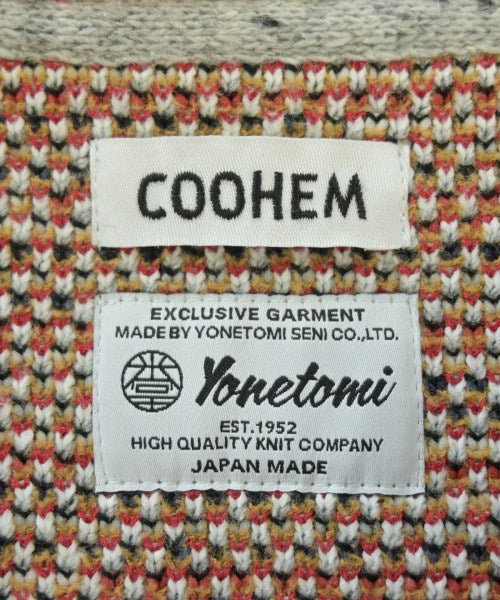 COOHEM
EXCLUSIVE GARMENT
MADE BY YONETOMI SENI CO.,LTD.
Yonetomi
EST.1952
HIGH QUALITY KNIT COMPANY
JAPAN MADE